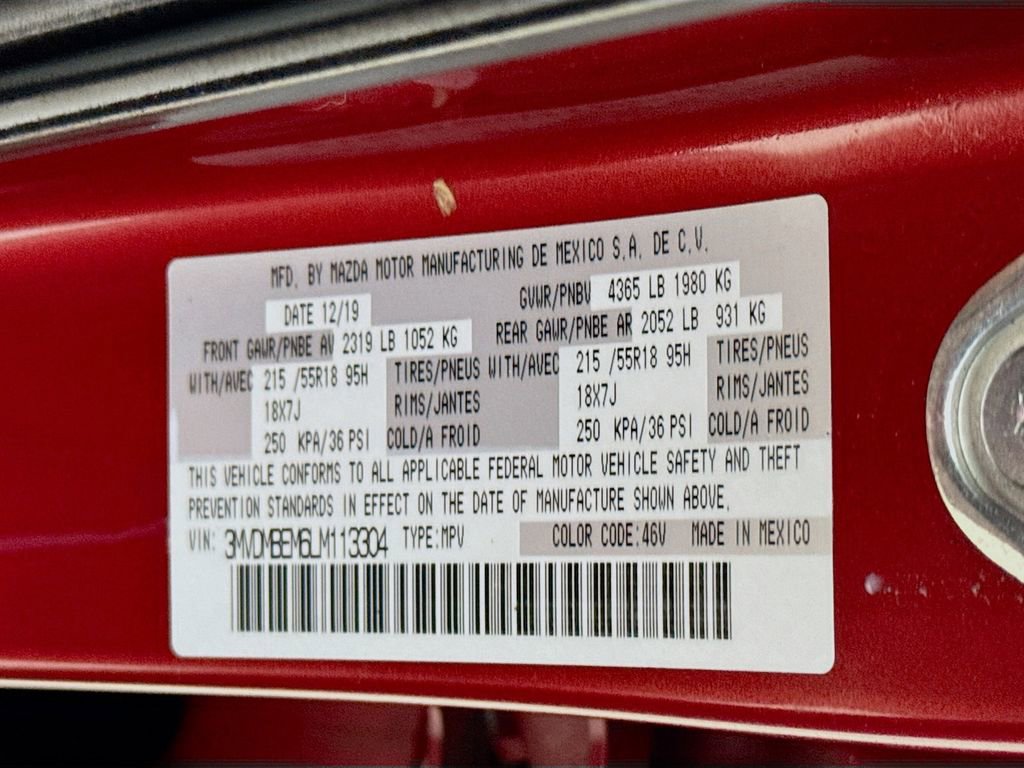 MFD. BY MAZDA MOTOR MANUFACTURING DE MEXICO S.A. DE C.V.
DATE 12/19 GVWR/PNBV 4365 LB 1980 KG
FRONT GAWR/PNBE AV 2319 LB 1052 KG REAR GAWR/PNBE AR 2052 LB 931 KG
WITH/AVEC 215 /55R18 95H TIRES/PNEUS WITH/AVEC 215 /55R18 95H TIRES/PNEUS
18X7J RIMS/JANTES 18X7J RIMS/JANTES
250 KPA/36 PSI COLD/A FROID 250 KPA/36 PSI COLD/A FROID
THIS VEHICLE CONFORMS TO ALL APPLICABLE FEDERAL MOTOR VEHICLE SAFETY AND THEFT
PREVENTION STANDARDS IN EFFECT ON THE DATE OF MANUFACTURE SHOWN ABOVE.
VIN: 3MVDMBEM6LM113304 TYPE:MPV COLOR CODE:46V MADE IN MEXICO